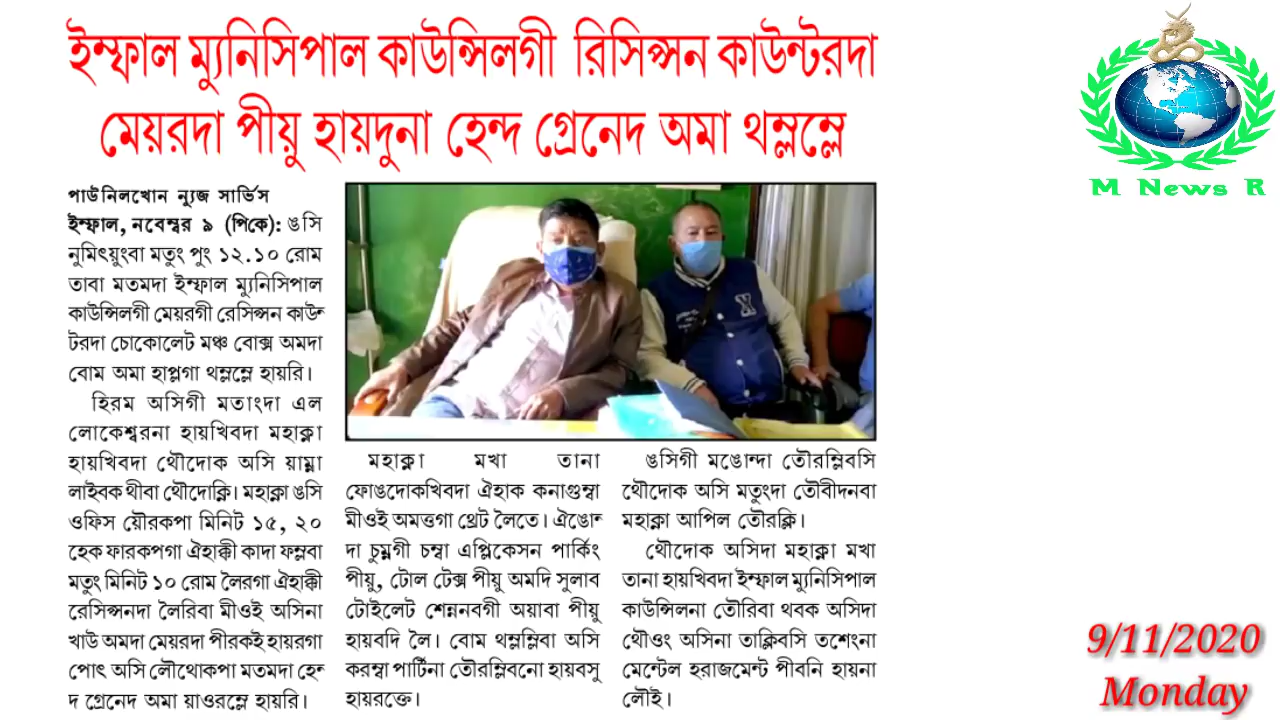 ইম্ফাল ম্যুনিসিপাল কাউন্সিলগী রিসিপ্সন কাউন্টরদা
মেয়রদা পীয়ু হায়দুনা হেন্দ গ্রেনেদ অমা থম্লম্লে
পাউনিলখোন ন্যুজ সার্ভিস
ইম্ফাল, নবেম্বর ৯ (পিকে): ঙসি
নুমিৎয়ুংবা মতুং পুং ১২.১০ রোম
তাবা মতমদা ইম্ফাল ম্যুনিসিপাল
কাউন্সিলগী মেয়রগী রেসিপ্সন কাউন্
টরদা চোকোলেট মঞ্চ বোক্স অমদা
বোম অমা হাপ্লগা থম্লম্লে হায়রি।
হিরম অসিগী মতাংদা এল
লোকেশ্বরনা হায়খিবদা মহাক্না
হায়খিবদা থৌদোক অসি য়াম্না
লাইবক থীবা থৌদোক্নি। মহাক্না ঙসি
ওফিস য়ৌরকপা মিনিট ১৫, ২০
হেক ফারকপগা ঐহাক্কী কাদা ফম্লবা
মতুং মিনিট ১০ রোম লৈরগা ঐহাক্কী
রেসিপ্সনদা লৈরিবা মীওই অসিনা
খাউ অমদা মেয়রদা পীরকই হায়রগা
পোৎ অসি লৌথোকপা মতমদা হেন্
দ গ্রেনেদ অমা য়াওরম্লে হায়রি।
মহাক্না মখা তানা
ফোঙদোকখিবদা ঐহাক কনাগুম্বা
মীওই অমত্তগা থ্রেট লৈতে। ঐঙোন্
দা চুম্নগী চম্বা এপ্লিকেসন পার্কিং
পীয়ু, টোল টেক্স পীয়ু অমদি সুলাব
টোইলেট শেন্ননবগী অয়াবা পীয়ু
হায়বদি লৈ। বোম থম্লম্লিবা অসি
করম্বা পার্টিনা তৌরম্লিবনো হায়বসু
হায়রক্তে।
ঙসিগী মঙোন্দা তৌরম্লিবসি
থৌদোক অসি মতুংদা তৌবীদনবা
মহাক্না আপিল তৌরক্লি।
থৌদোক অসিদা মহাক্না মখা
তানা হায়খিবদা ইম্ফাল ম্যুনিসিপাল
কাউন্সিলনা তৌরিবা থবক অসিদা
থৌওং অসিনা তাক্লিবসি তশেংনা
মেন্টেল হরাজমেন্ট পীবনি হায়না
লৌই।
M News R
9/11/2020
Monday